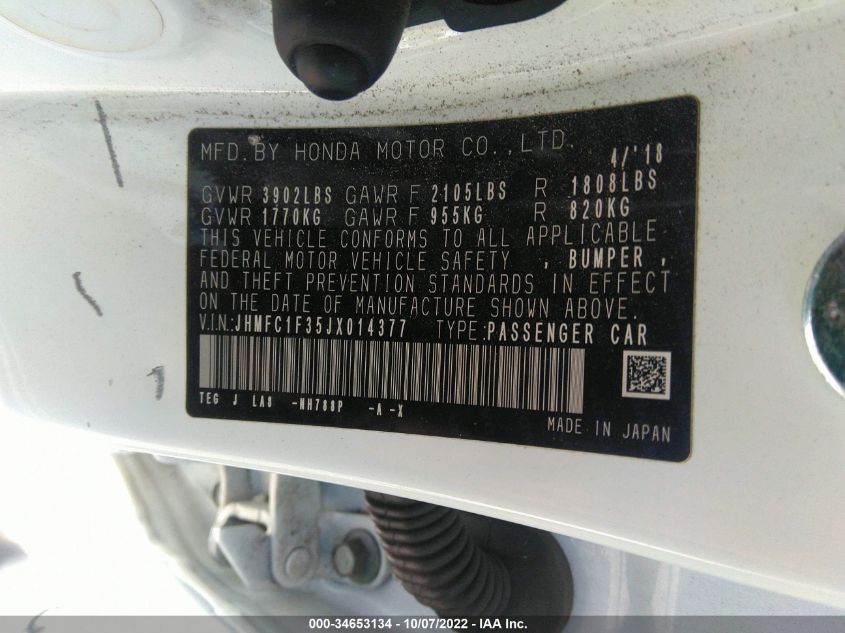 MFD. BY HONDA MOTOR CO., LTD. 4/'18
GVWR 3902LBS GAWR F 2105LBS R 1808LBS
GVWR 1770KG GAWR F 955KG R 820KG
THIS VEHICLE CONFORMS TO ALL APPLICABLE
FEDERAL MOTOR VEHICLE SAFETY , BUMPER ,
AND THEFT PREVENTION STANDARDS IN EFFECT
ON THE DATE OF MANUFACTURE SHOWN ABOVE.
V.I.N.:JHMFC1F35JX014377 TYPE:PASSENGER CAR
TEG J LA8 -NH788P -A -X
MADE IN JAPAN
000-34653134 - 10/07/2022 - IAA Inc.